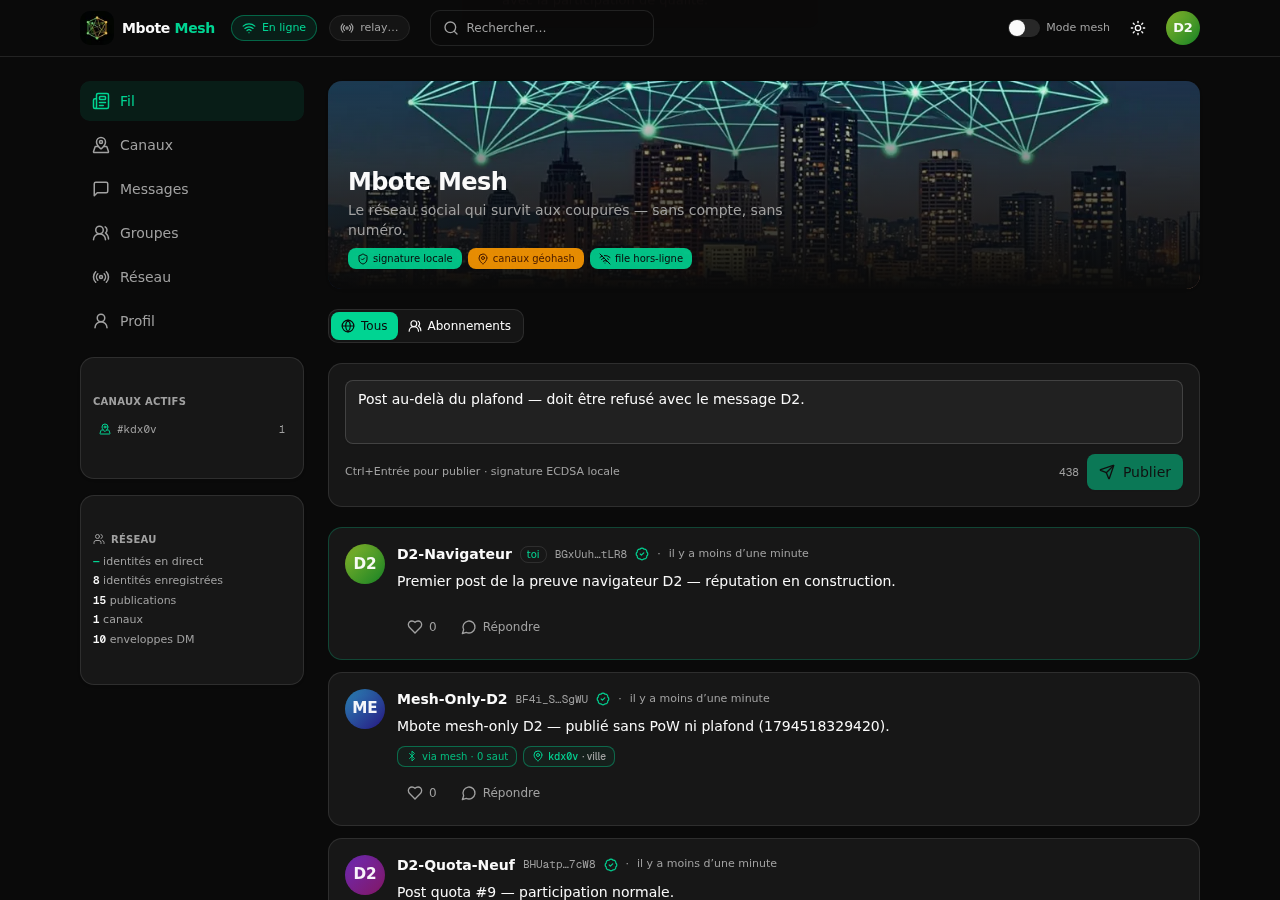 Mbote Mesh
En ligne
relay...
Rechercher...
Mode mesh
D2
Fil
Canaux
Messages
Groupes
Réseau
Profil
CANAUX ACTIFS
#kdx0v 1
RÉSEAU
— identités en direct
8 identités enregistrées
15 publications
1 canaux
10 enveloppes DM
Mbote Mesh
Le réseau social qui survit aux coupures — sans compte, sans
numéro.
signature locale
canaux géohash
file hors-ligne
Tous
Abonnements
Post au-delà du plafond — doit être refusé avec le message D2.
Ctrl+Entrée pour publier · signature ECDSA locale
438
Publier
D2
D2-Navigateur toi BGxUuh…tLR8 · il y a moins d’une minute
Premier post de la preuve navigateur D2 — réputation en construction.
0 Répondre
ME
Mesh-Only-D2 BF4i_S…SgWU · il y a moins d’une minute
Mbote mesh-only D2 — publié sans PoW ni plafond (1794518329420).
via mesh · 0 saut
kdx0v · ville
0 Répondre
D2
D2-Quota-Neuf BHUatp…7cW8 · il y a moins d’une minute
Post quota #9 — participation normale.